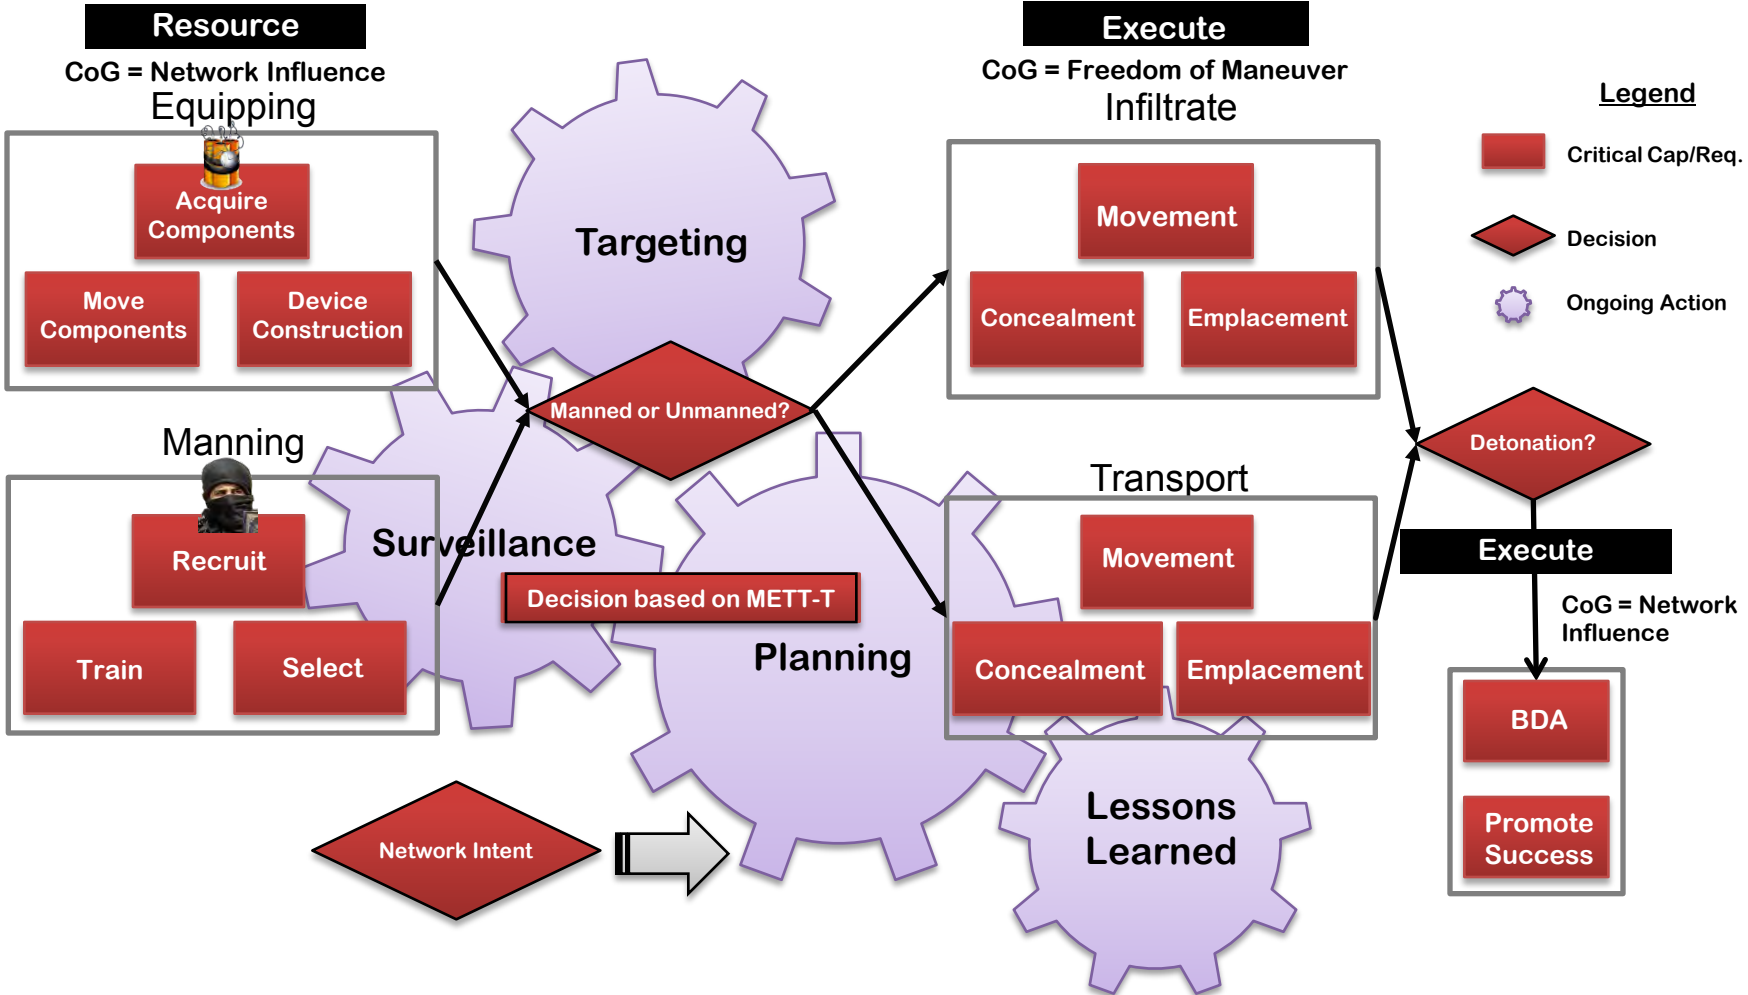 Resource
CoG = Network Influence
Equipping
Acquire
Components
Move
Components
Device
Construction
Manning
Recruit
Train
Select
Targeting
Manned or Unmanned?
Surveillance
Decision based on METT-T
Planning
Network Intent
Lessons
Learned
Execute
CoG = Freedom of Maneuver
Infiltrate
Movement
Concealment
Emplacement
Transport
Movement
Concealment
Emplacement
Legend
Critical Cap/Req.
Decision
Ongoing Action
Detonation?
Execute
CoG = Network
Influence
BDA
Promote
Success